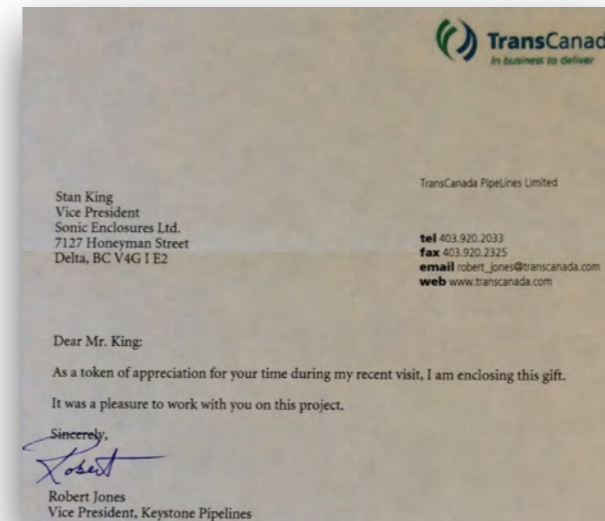 TransCanad
In business to deliver
TransCanada PipeLines Limited
Stan King
Vice President
Sonic Enclosures Ltd.
7127 Honeyman Street
Delta, BC V4G I E2
tel 403.920.2033
fax 403.920.2325
email robert_jones@transcanada.com
web www.transcanada.com
Dear Mr. King:
As a token of appreciation for your time during my recent visit, I am enclosing this gift.
It was a pleasure to work with you on this project.
Sincerely,
Robert
Robert Jones
Vice President, Keystone Pipelines